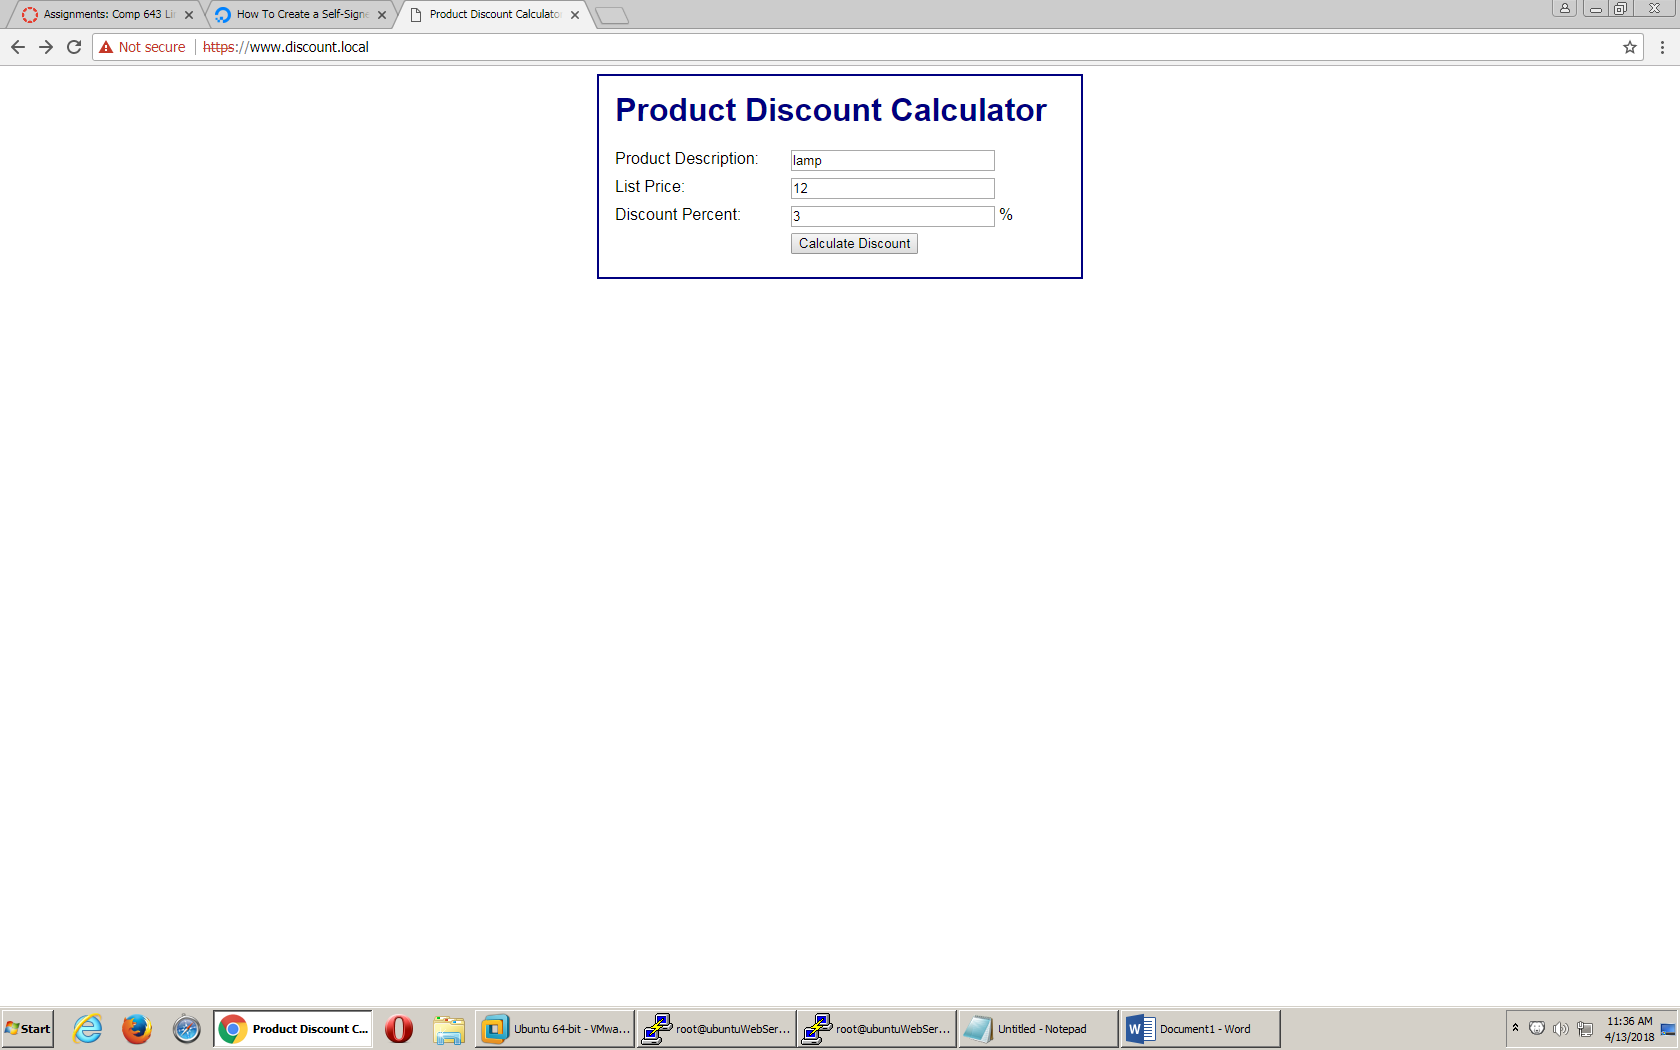 Assignments: Comp 643 Lir
How To Create a Self-Signe
Product Discount Calculato
Not secure
https://www.discount.local
Product Discount Calculator
Product Description:
lamp
List Price:
12
Discount Percent:
3
%
Calculate Discount
Start
Product Discount C...
Ubuntu 64-bit - VMwa...
root@ubuntuWebSer...
root@ubuntuWebSer...
Untitled - Notepad
Document1 - Word
11:36 AM
4/13/2018